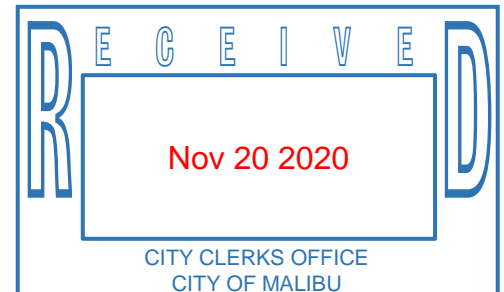 RECEIVED
Nov 20 2020
CITY CLERKS OFFICE
CITY OF MALIBU